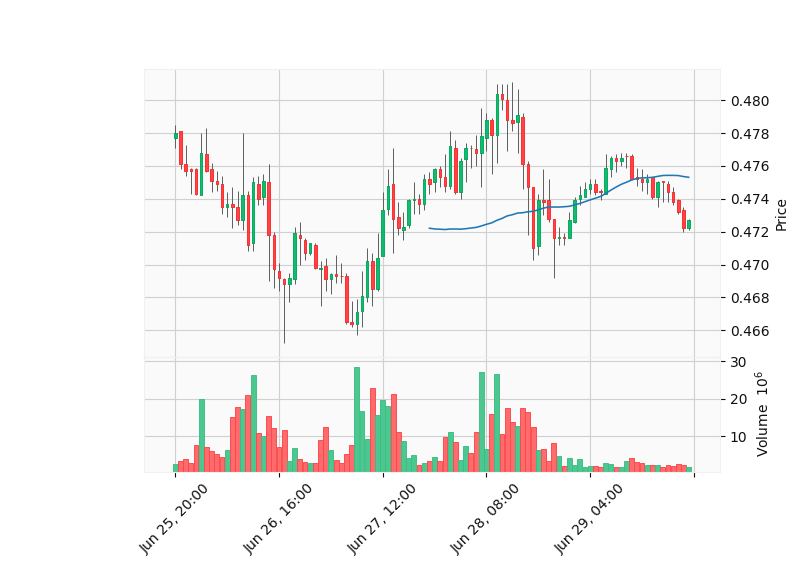 0.480
0.478
0.476
0.474
0.472
0.470
0.468
0.466
Price
30
20
10
Volume 10^6
Jun 25, 20:00
Jun 26, 16:00
Jun 27, 12:00
Jun 28, 08:00
Jun 29, 04:00